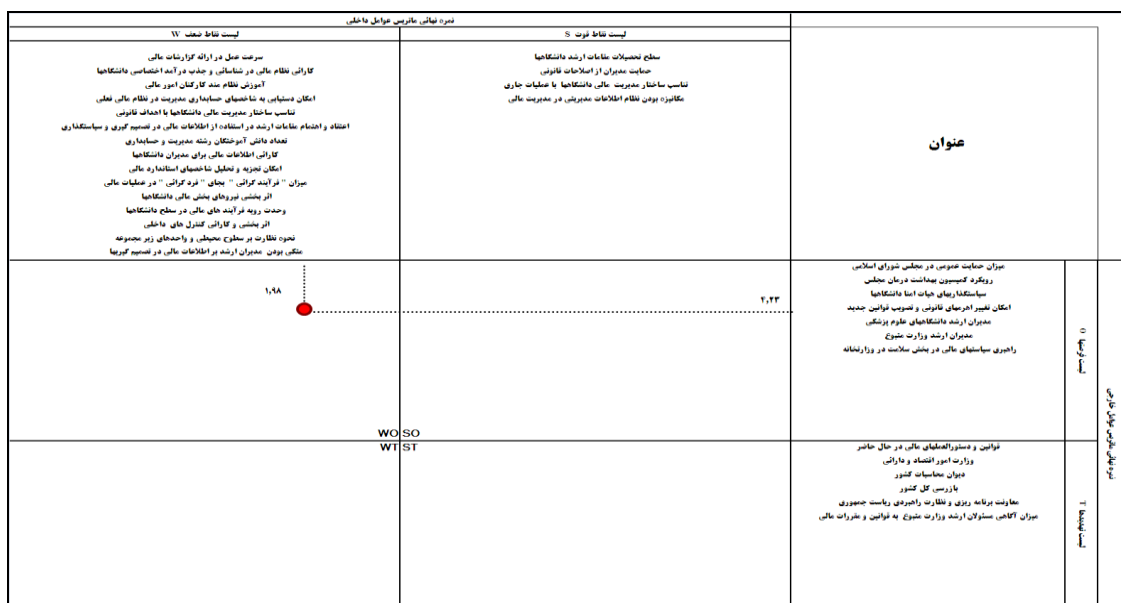 نمره نهائی ماتریس عوامل داخلی
لیست نقاط قوت S
لیست نقاط ضعف W
عنوان
سطح تحصیلات مقامات ارشد دانشگاهها
حمایت مدیران از اصلاحات قانونی
تناسب ساختار مدیریت مالی دانشگاهها با عملیات جاری
مکانیزه بودن نظام اطلاعات مدیریتی در مدیریت مالی
سرعت عمل در ارائه گزارشات مالی
کارائی نظام مالی در شناسائی و جذب درآمد اختصاصی دانشگاهها
آموزش نظام مند کارکنان امور مالی
امکان دستیابی به شاخصهای حسابداری مدیریت در نظام مالی فعلی
تناسب ساختار مدیریت مالی دانشگاهها با اهداف قانونی
اعتقاد و اهتمام مقامات ارشد در استفاده از اطلاعات مالی در تصمیم گیری و سیاستگذاری
تعداد دانش آموختگان رشته مدیریت و حسابداری
کارائی اطلاعات مالی برای مدیران دانشگاهها
امکان تجزیه و تحلیل شاخصهای استاندارد مالی
میزان " فرآیند گرائی " بجای " فرد گرائی " در عملیات مالی
اثر بخشی نیروهای بخش مالی دانشگاهها
وحدت رویه فرآیند های مالی در سطح دانشگاهها
اثر بخشی و کارائی کنترل های داخلی
نحوه نظارت بر سطوح محیطی و واحدهای زیر مجموعه
متکی بودن مدیران ارشد بر اطلاعات مالی در تصمیم گیریها
نمره نهائی ماتریس عوامل خارجی
لیست فرصتها O
میزان حمایت عمومی در مجلس شورای اسلامی
رویکرد کمیسیون بهداشت درمان مجلس
سیاستگذاریهای هیات امنا دانشگاهها
امکان تغییر اهرمهای قانونی و تصویب قوانین جدید
مدیران ارشد دانشگاههای علوم پزشکی
مدیران ارشد وزارت متبوع
راهبری سیاستهای مالی در بخش سلامت در وزارتخانه
۴,۲۳
۱,۹۸
WO SO
WT ST
لیست تهدیدها T
قوانین و دستورالعملهای مالی در حال حاضر
وزارت امور اقتصاد و دارائی
دیوان محاسبات کشور
بازرسی کل کشور
معاونت برنامه ریزی و نظارت راهبردی ریاست جمهوری
میزان آگاهی مسئولان ارشد وزارت متبوع به قوانین و مقررات مالی